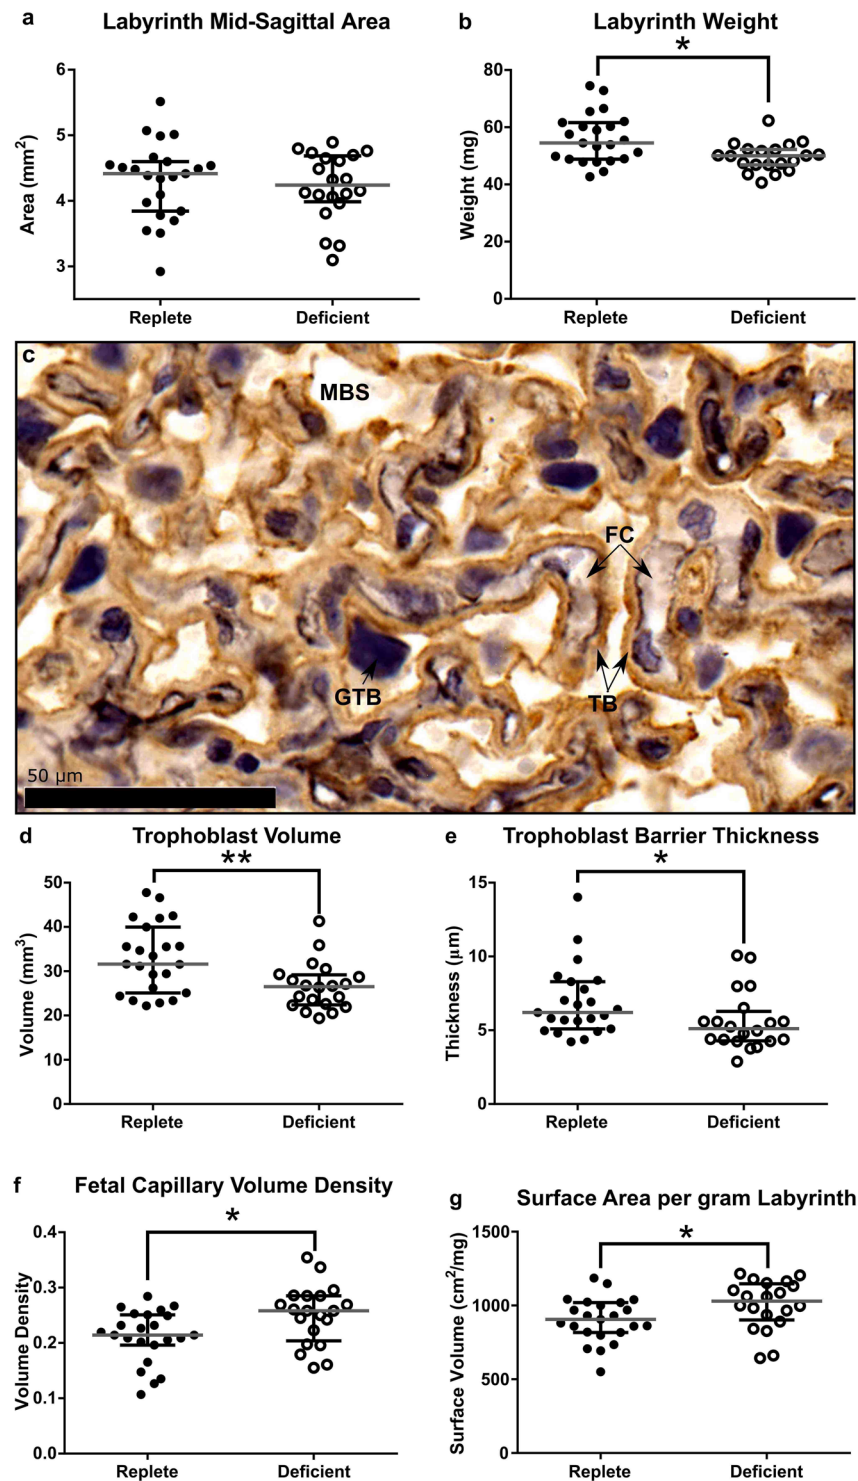 a
Labyrinth Mid-Sagittal Area
Area (mm²)
6
5
4
3
Replete Deficient
b
Labyrinth Weight
*
Weight (mg)
80
60
40
20
0
Replete Deficient
c
MBS
FC
GTB
TB
50 µm
d
Trophoblast Volume
**
Volume (mm³)
50
40
30
20
10
0
Replete Deficient
e
Trophoblast Barrier Thickness
*
Thickness (µm)
15
10
5
0
Replete Deficient
f
Fetal Capillary Volume Density
*
Volume Density
0.4
0.3
0.2
0.1
0.0
Replete Deficient
g
Surface Area per gram Labyrinth
*
Surface Volume (cm²/mg)
1500
1000
500
0
Replete Deficient